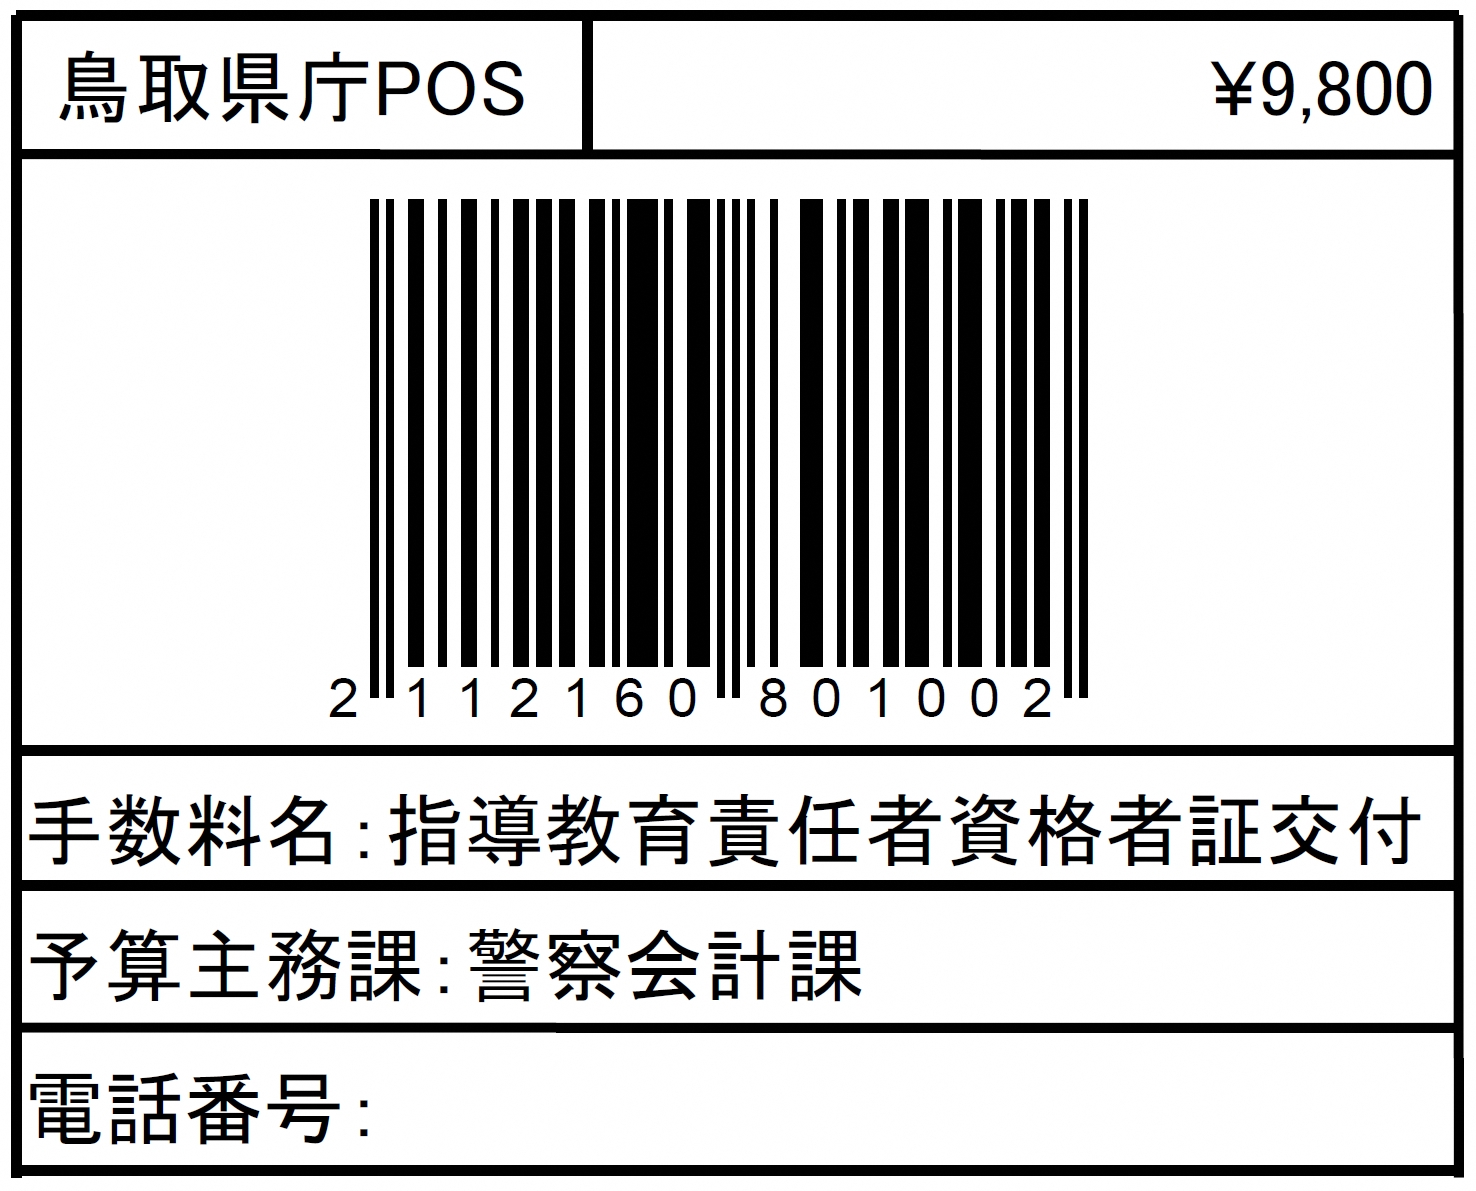 鳥取県庁POS ¥9,800
2 112160 801002
手数料名:指導教育責任者資格者証交付
予算主務課:警察会計課
電話番号: